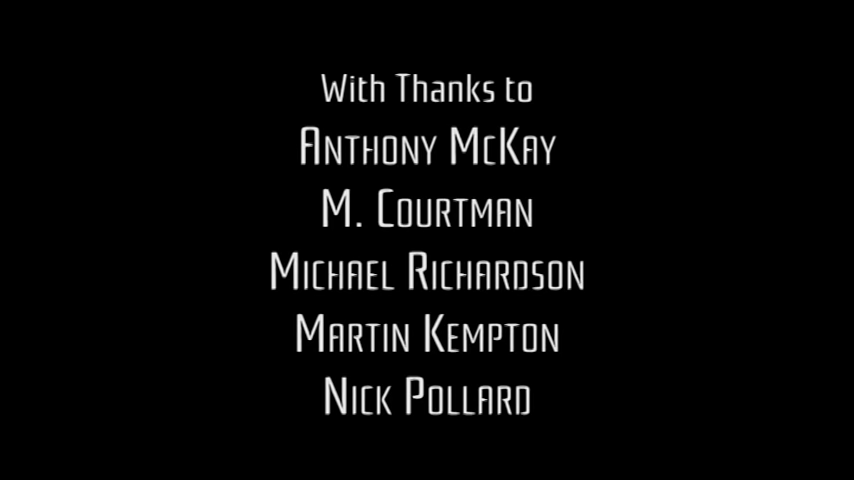 With Thanks to
Anthony McKay
M. Courtman
Michael Richardson
Martin Kempton
Nick Pollard